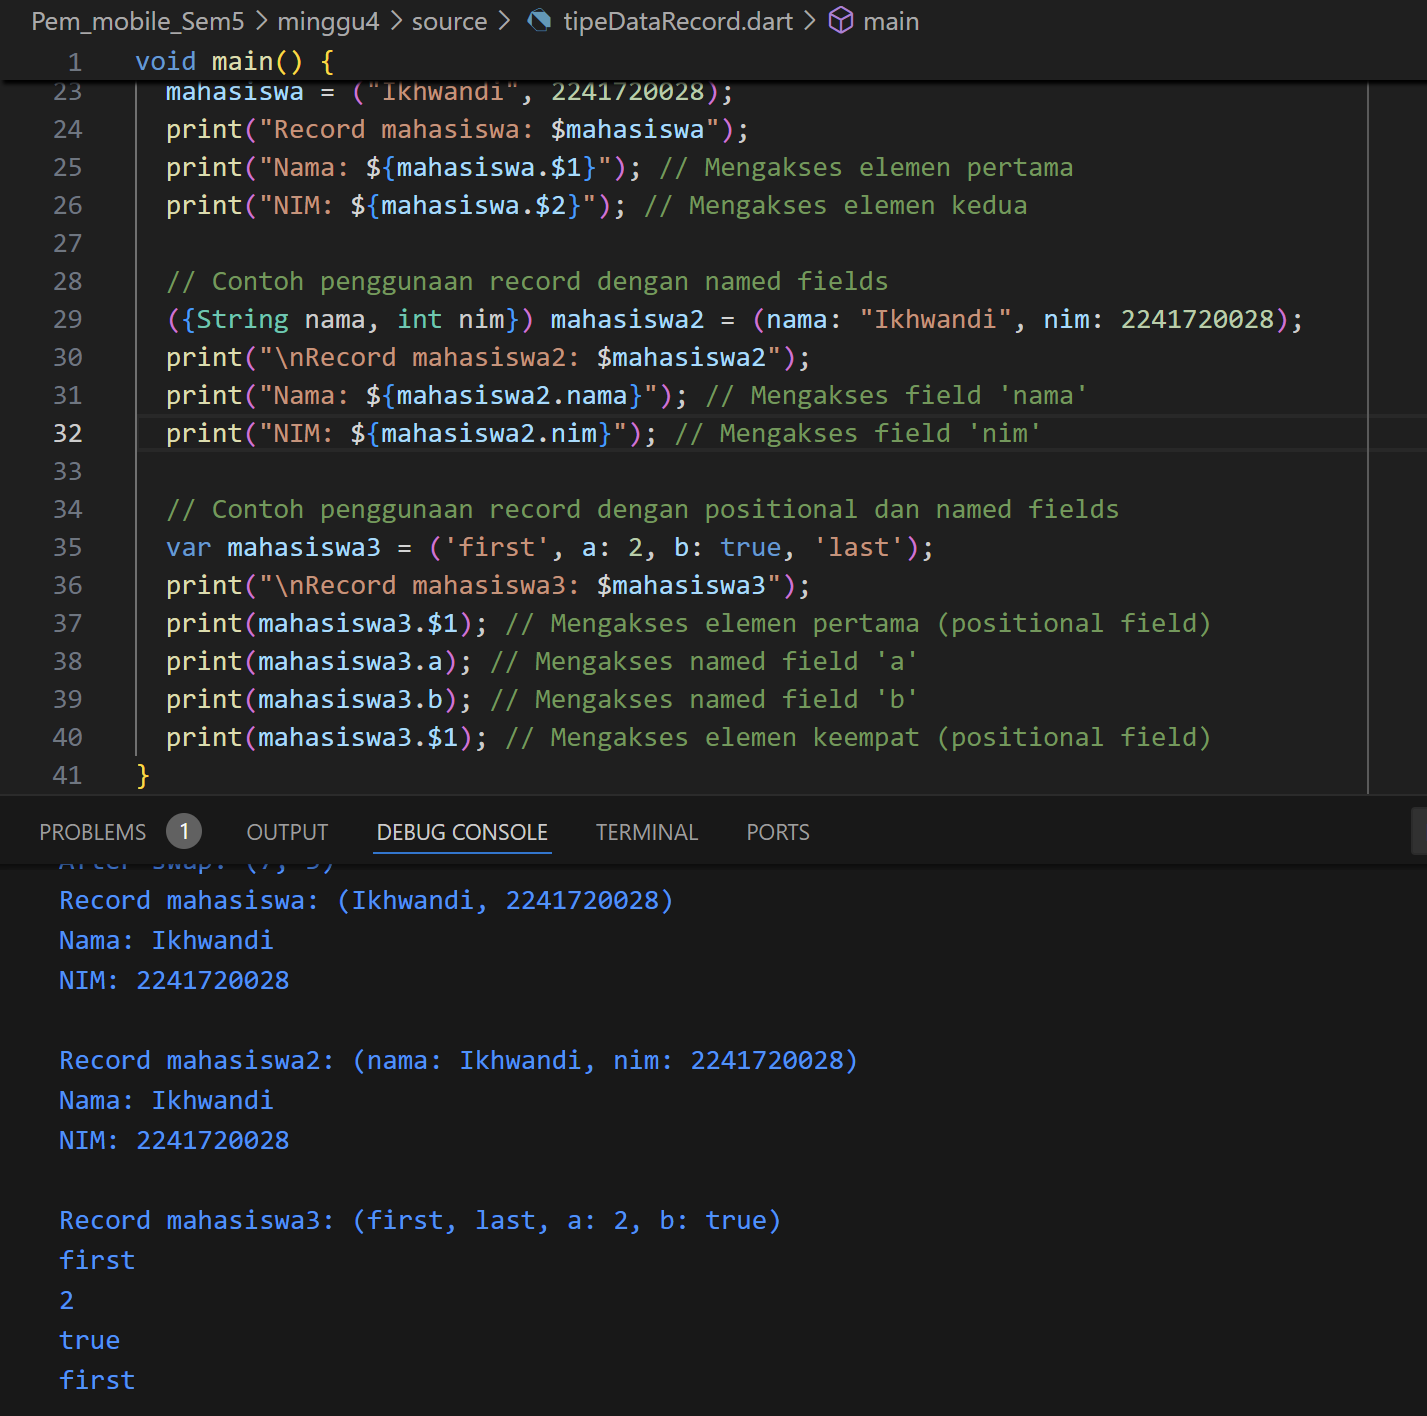 Pem_mobile_Sem5 > minggu4 > source > tipeDataRecord.dart > main
1 void main() {
23 mahasiswa = ("Ikhwandi", 2241720028);
24 print("Record mahasiswa: $mahasiswa");
25 print("Nama: ${mahasiswa.$1}"); // Mengakses elemen pertama
26 print("NIM: ${mahasiswa.$2}"); // Mengakses elemen kedua
27
28 // Contoh penggunaan record dengan named fields
29 ({String nama, int nim}) mahasiswa2 = (nama: "Ikhwandi", nim: 2241720028);
30 print("\nRecord mahasiswa2: $mahasiswa2");
31 print("Nama: ${mahasiswa2.nama}"); // Mengakses field 'nama'
32 print("NIM: ${mahasiswa2.nim}"); // Mengakses field 'nim'
33
34 // Contoh penggunaan record dengan positional dan named fields
35 var mahasiswa3 = ('first', a: 2, b: true, 'last');
36 print("\nRecord mahasiswa3: $mahasiswa3");
37 print(mahasiswa3.$1); // Mengakses elemen pertama (positional field)
38 print(mahasiswa3.a); // Mengakses named field 'a'
39 print(mahasiswa3.b); // Mengakses named field 'b'
40 print(mahasiswa3.$1); // Mengakses elemen keempat (positional field)
41 }
PROBLEMS 1 OUTPUT DEBUG CONSOLE TERMINAL PORTS
After swap: (7,
Record mahasiswa: (Ikhwandi, 2241720028)
Nama: Ikhwandi
NIM: 2241720028
Record mahasiswa2: (nama: Ikhwandi, nim: 2241720028)
Nama: Ikhwandi
NIM: 2241720028
Record mahasiswa3: (first, last, a: 2, b: true)
first
2
true
first